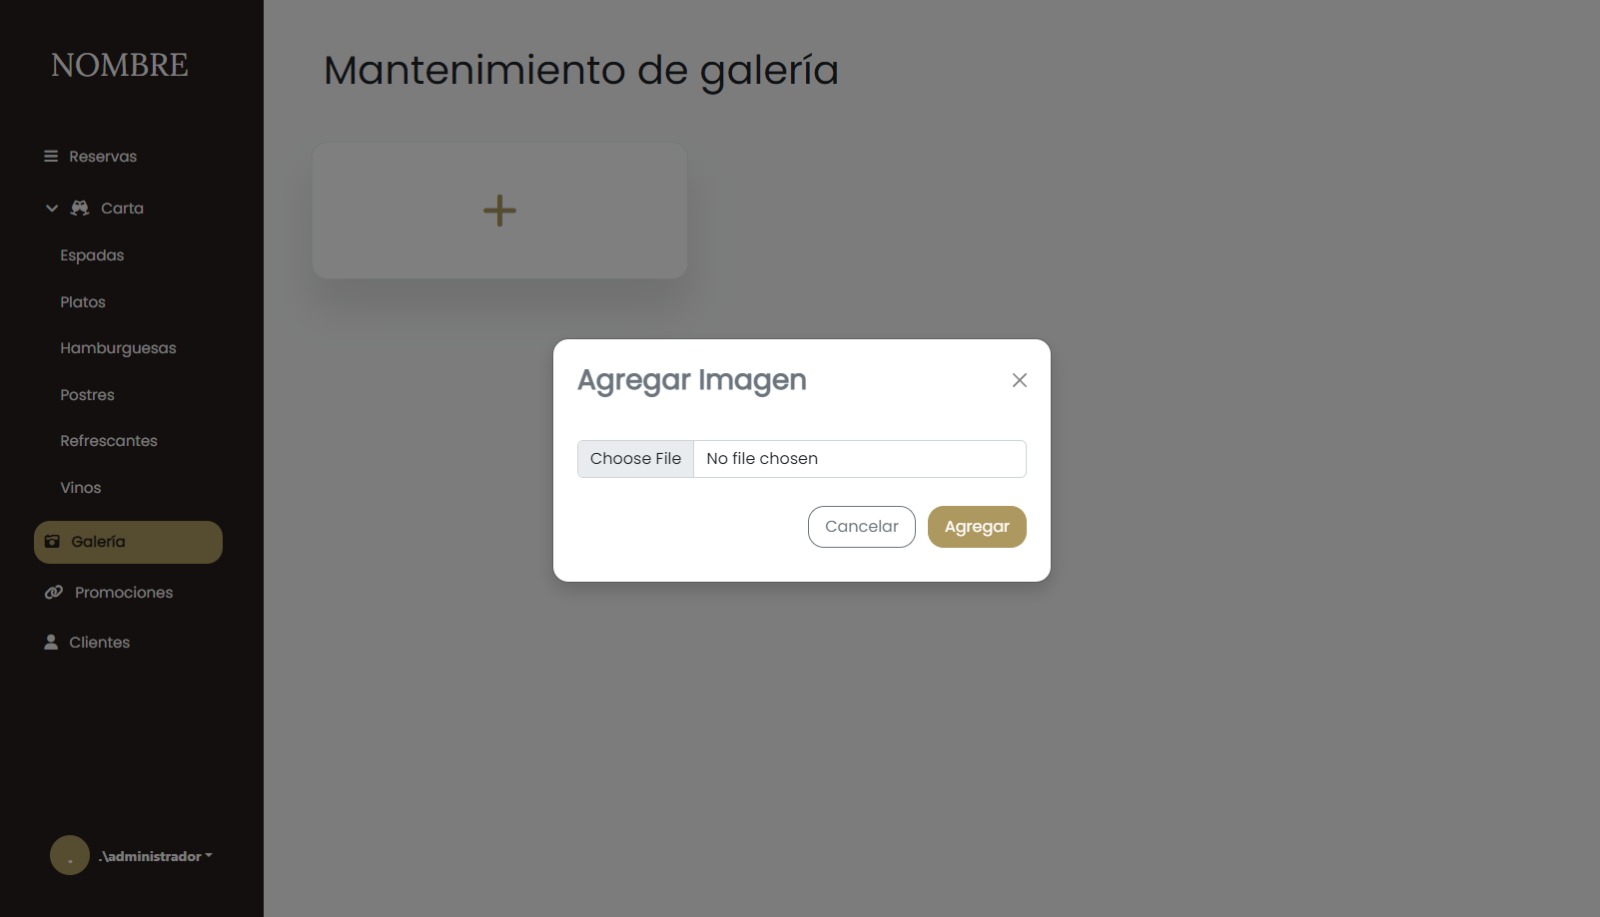 NOMBRE
Reservas
Carta
Espadas
Platos
Hamburguesas
Postres
Refrescantes
Vinos
Galería
Promociones
Clientes
.
.\administrador
Mantenimiento de galería
Agregar Imagen
Choose File No file chosen
Cancelar Agregar